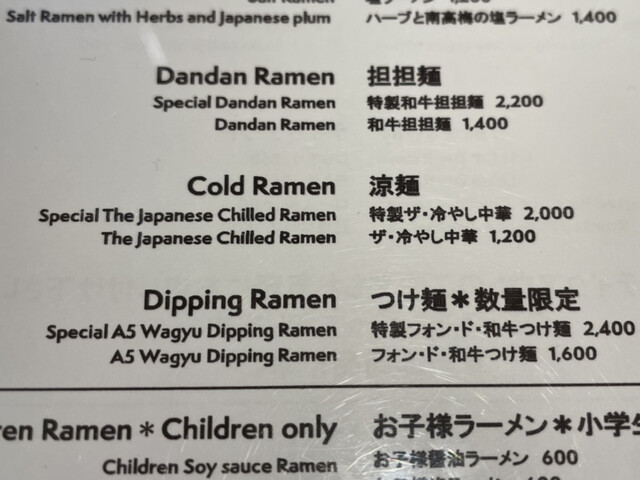 Salt Ramen with Herbs and Japanese plum ハーブと南高梅の塩ラーメン 1,400
Dandan Ramen 担担麺
Special Dandan Ramen 特製和牛担担麺 2,200
Dandan Ramen 和牛担担麺 1,400
Cold Ramen 涼麺
Special The Japanese Chilled Ramen 特製ザ・冷やし中華 2,000
The Japanese Chilled Ramen ザ・冷やし中華 1,200
Dipping Ramen つけ麺＊数量限定
Special A5 Wagyu Dipping Ramen 特製フォン・ド・和牛つけ麺 2,400
A5 Wagyu Dipping Ramen フォン・ド・和牛つけ麺 1,600
ren Ramen＊Children only お子様ラーメン＊小学生
Children Soy sauce Ramen お子様醤油ラーメン 600